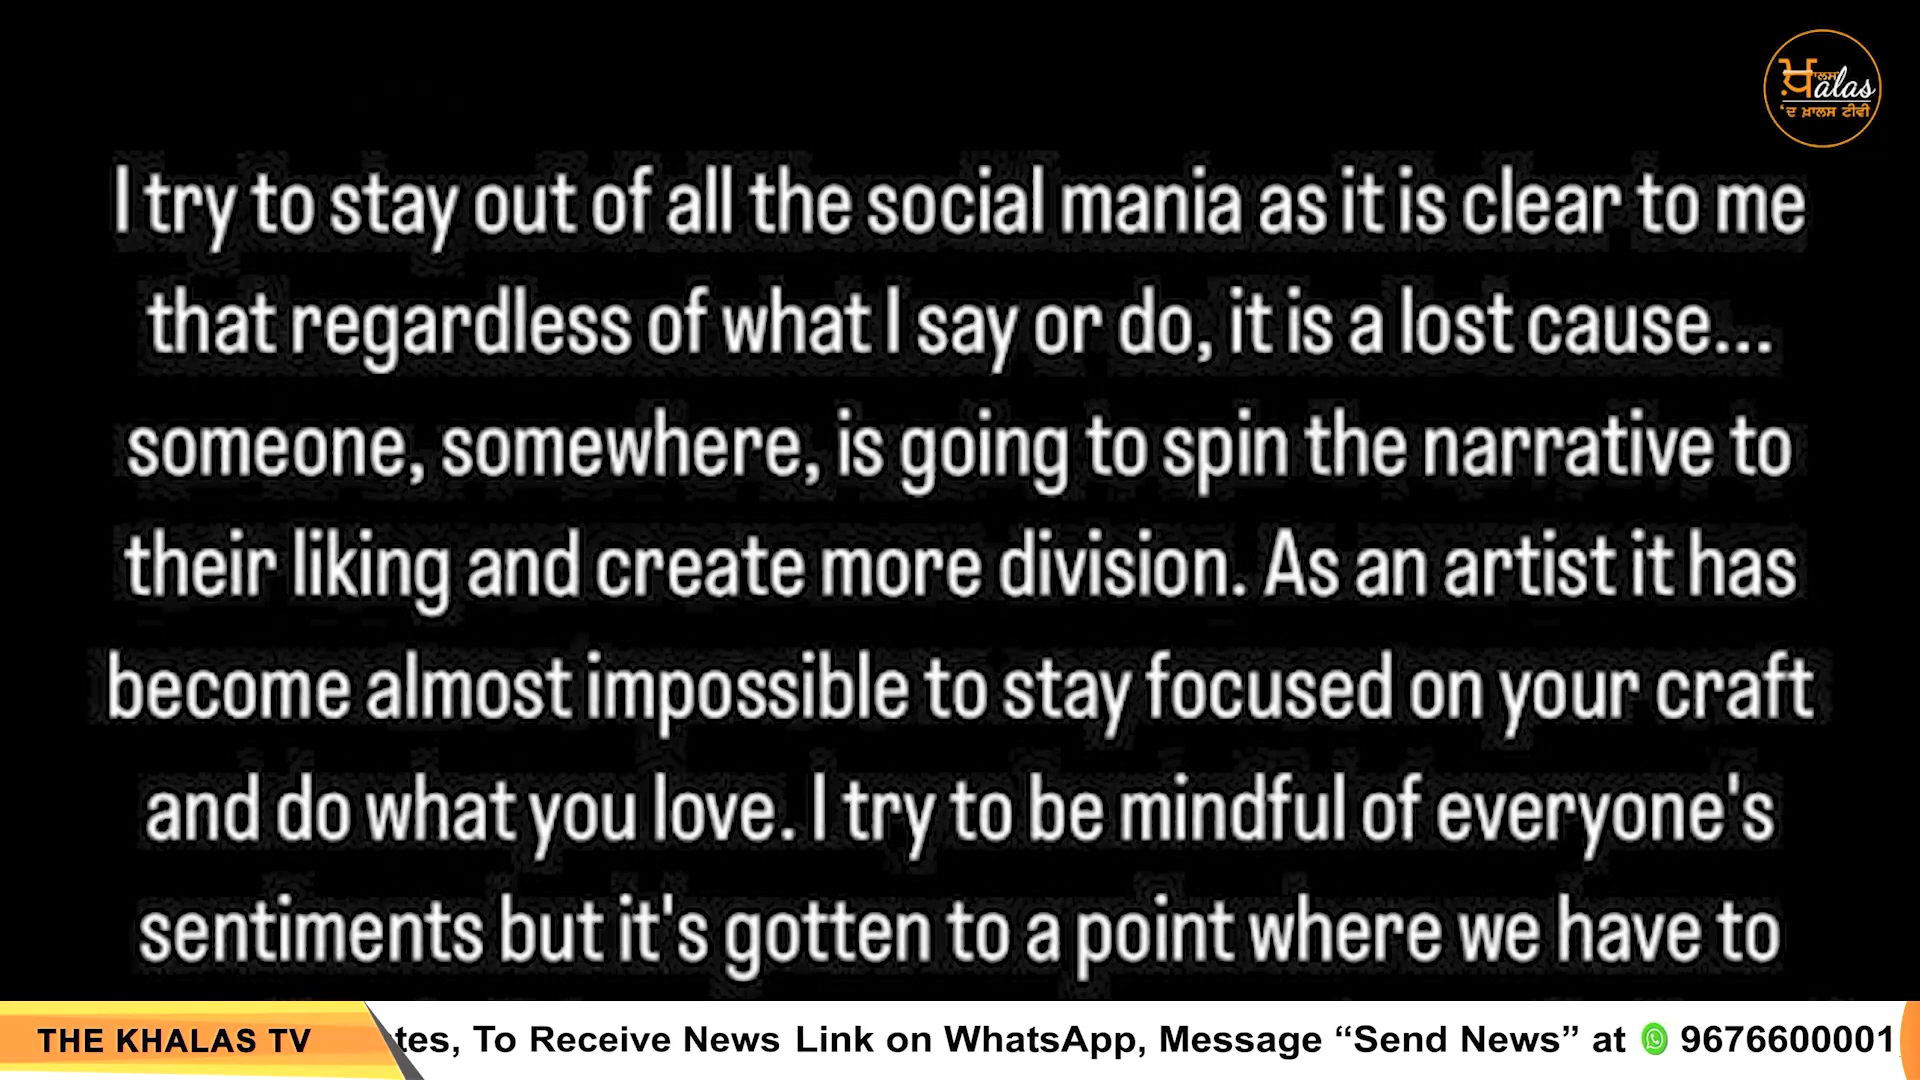 ਖ਼ਾਲਸ
alas
'ਦ ਖ਼ਾਲਸ ਟੀਵੀ
I try to stay out of all the social mania as it is clear to me
that regardless of what I say or do, it is a lost cause...
someone, somewhere, is going to spin the narrative to
their liking and create more division. As an artist it has
become almost impossible to stay focused on your craft
and do what you love. I try to be mindful of everyone's
sentiments but it's gotten to a point where we have to
THE KHALAS TV
tes, To Receive News Link on WhatsApp, Message “Send News” at 9676600001